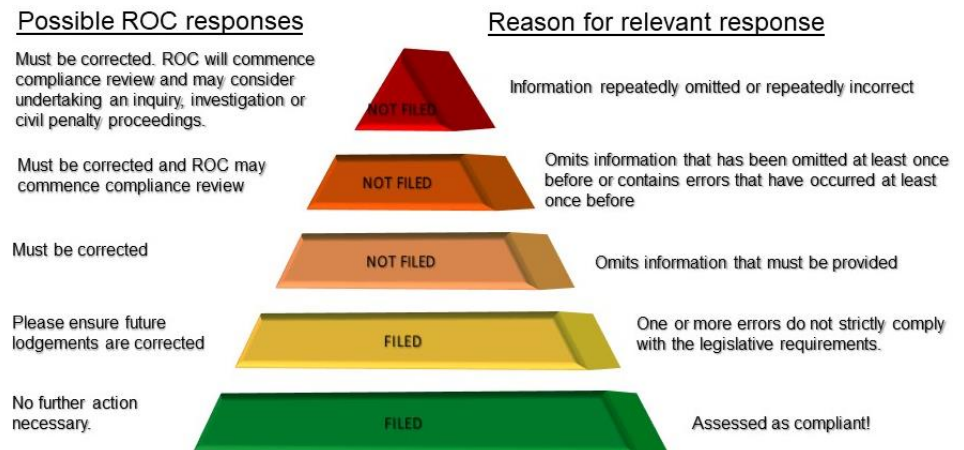 Possible ROC responses
Reason for relevant response
Must be corrected. ROC will commence
compliance review and may consider
undertaking an inquiry, investigation or
civil penalty proceedings.
NOT FILED
Information repeatedly omitted or repeatedly incorrect
Must be corrected and ROC may
commence compliance review
NOT FILED
Omits information that has been omitted at least once
before or contains errors that have occurred at least
once before
Must be corrected
NOT FILED
Omits information that must be provided
Please ensure future
lodgements are corrected
FILED
One or more errors do not strictly comply
with the legislative requirements.
No further action
necessary.
FILED
Assessed as compliant!